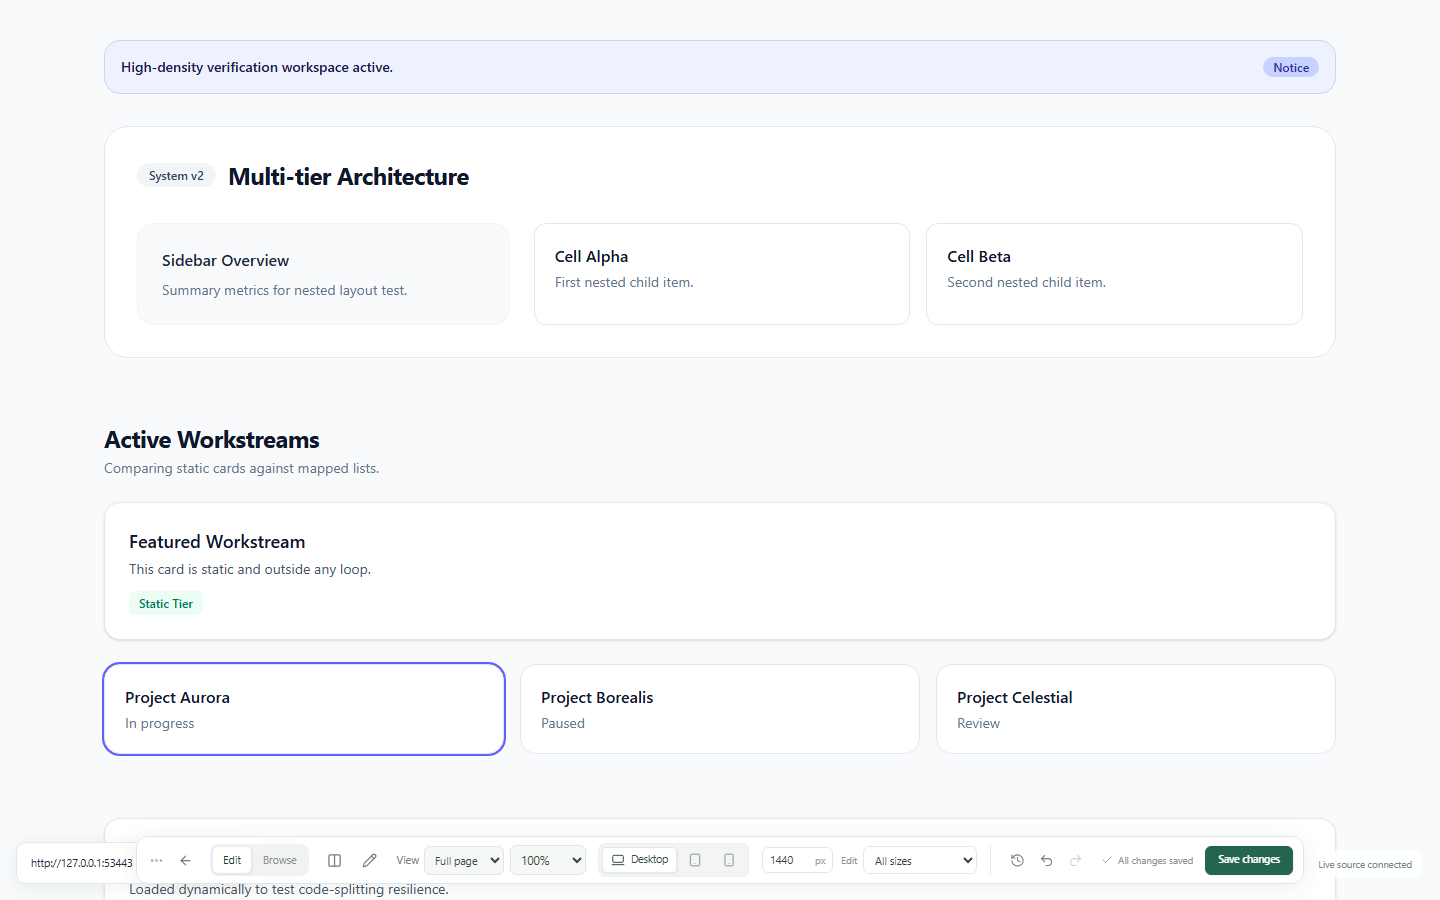 High-density verification workspace active.
Notice
System v2
Multi-tier Architecture
Sidebar Overview
Summary metrics for nested layout test.
Cell Alpha
First nested child item.
Cell Beta
Second nested child item.
Active Workstreams
Comparing static cards against mapped lists.
Featured Workstream
This card is static and outside any loop.
Static Tier
Project Aurora
In progress
Project Borealis
Paused
Project Celestial
Review
http://127.0.0.1:53443
Edit
Browse
View
Full page
100%
Desktop
1440 px
Edit
All sizes
All changes saved
Save changes
Live source connected
Loaded dynamically to test code-splitting resilience.